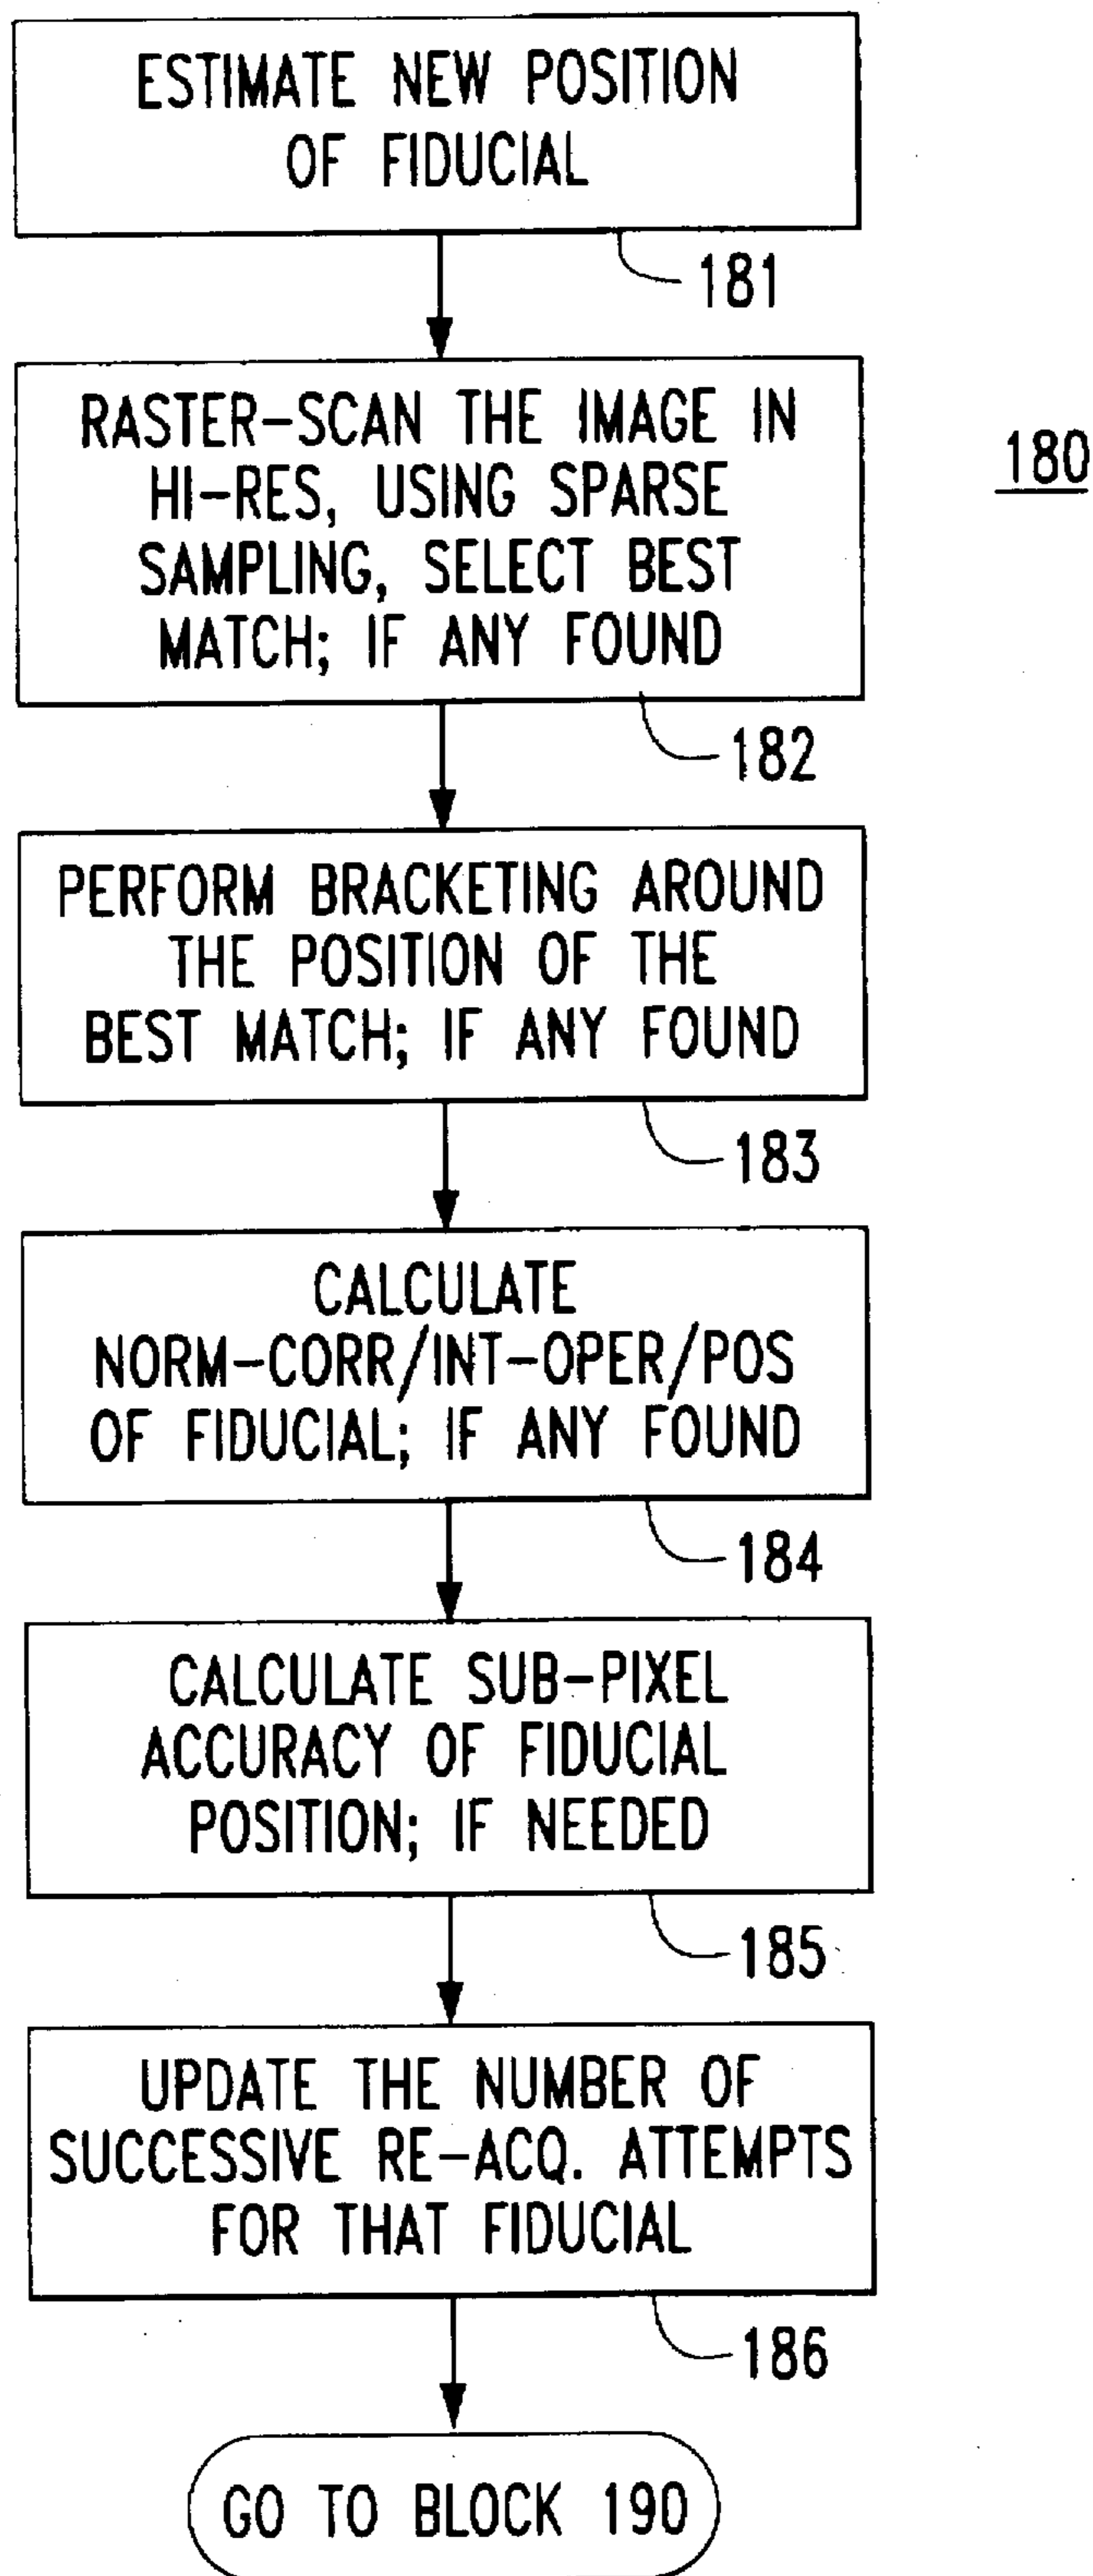 ESTIMATE NEW POSITION
OF FIDUCIAL
181
RASTER-SCAN THE IMAGE IN
HI-RES, USING SPARSE
SAMPLING, SELECT BEST
MATCH; IF ANY FOUND
180
182
PERFORM BRACKETING AROUND
THE POSITION OF THE
BEST MATCH; IF ANY FOUND
183
CALCULATE
NORM-CORR/INT-OPER/POS
OF FIDUCIAL; IF ANY FOUND
184
CALCULATE SUB-PIXEL
ACCURACY OF FIDUCIAL
POSITION; IF NEEDED
185
UPDATE THE NUMBER OF
SUCCESSIVE RE-ACQ. ATTEMPTS
FOR THAT FIDUCIAL
186
GO TO BLOCK 190